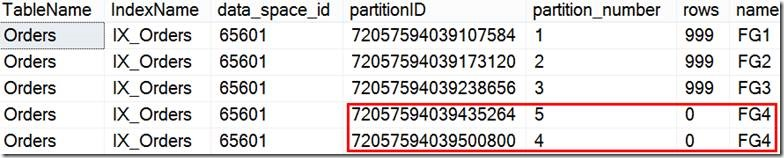 TableName IndexName data_space_id partitionID partition_number rows name
Orders IX_Orders 65601 72057594039107584 1 999 FG1
Orders IX_Orders 65601 72057594039173120 2 999 FG2
Orders IX_Orders 65601 72057594039238656 3 999 FG3
Orders IX_Orders 65601 72057594039435264 5 0 FG4
Orders IX_Orders 65601 72057594039500800 4 0 FG4